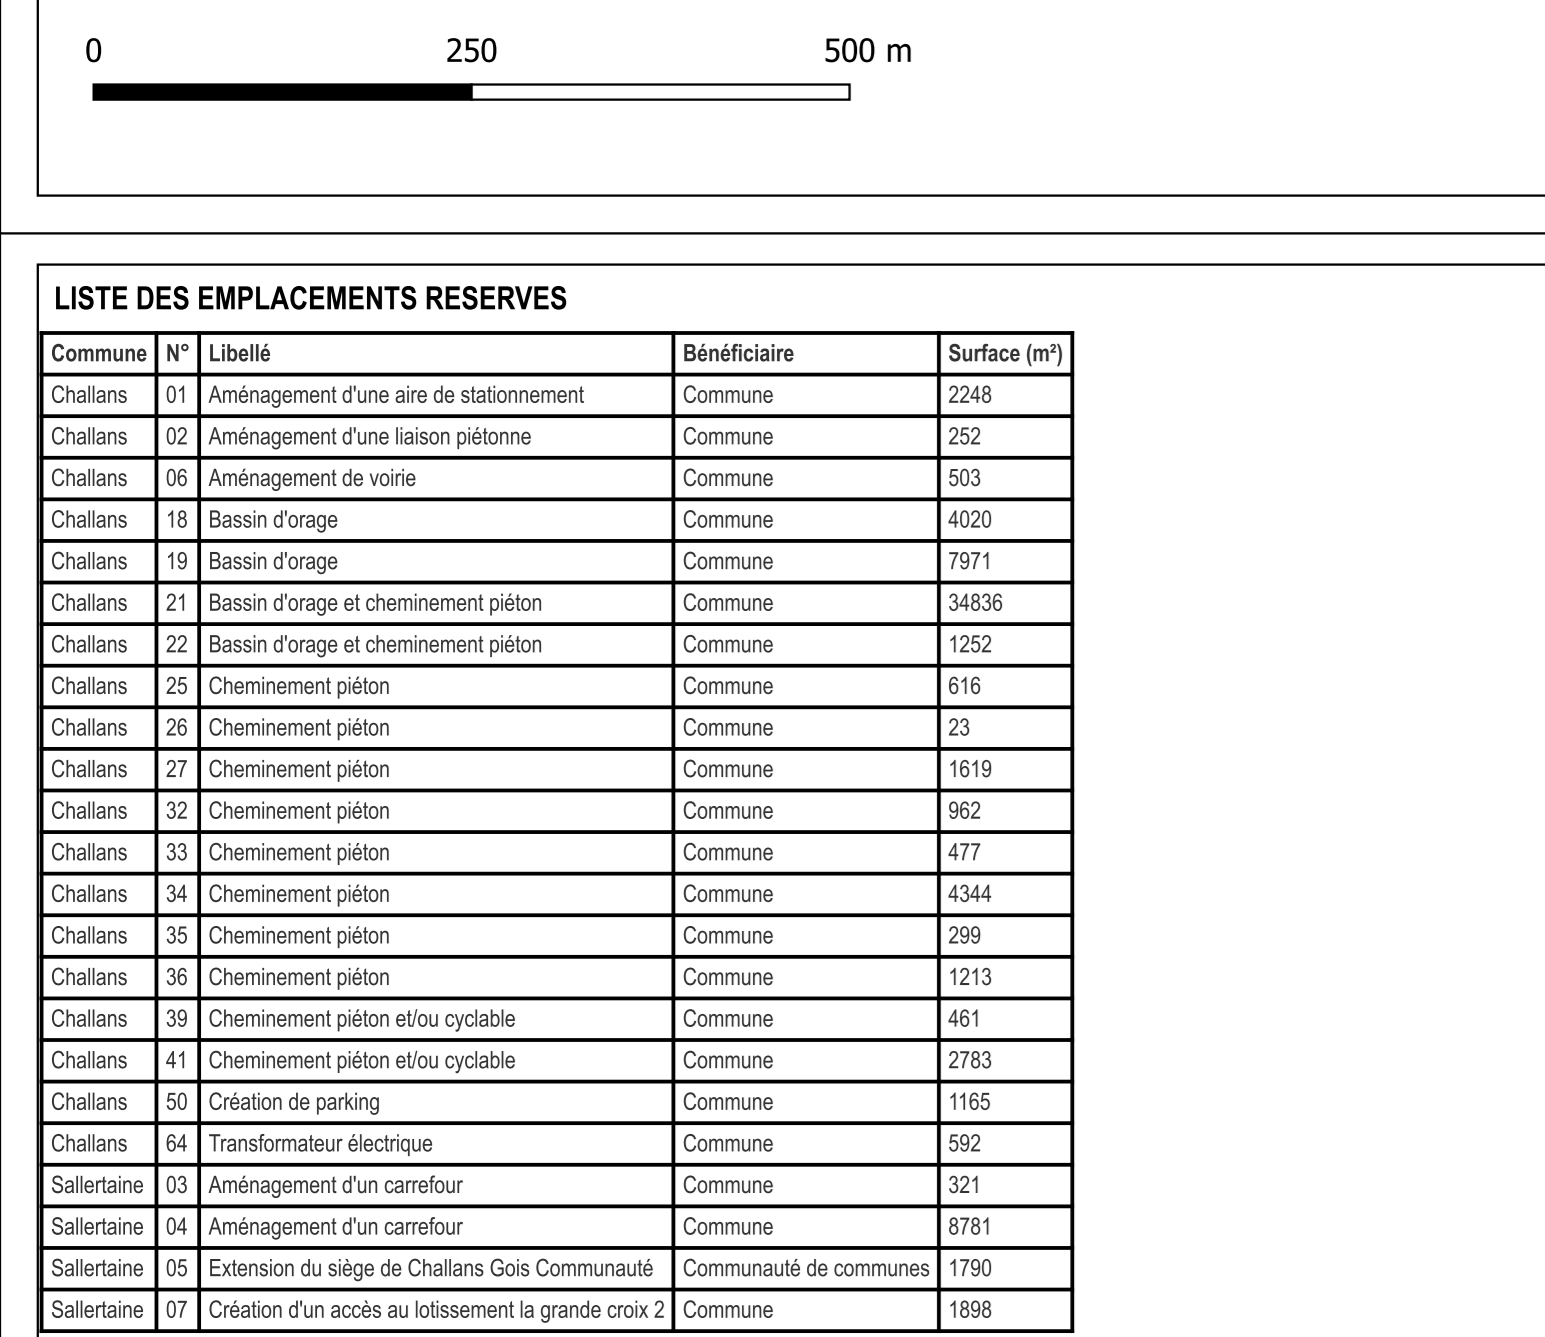 0 250 500 m
LISTE DES EMPLACEMENTS RESERVES
Commune N° Libellé Bénéficiaire Surface (m²)
Challans 01 Aménagement d'une aire de stationnement Commune 2248
Challans 02 Aménagement d'une liaison piétonne Commune 252
Challans 06 Aménagement de voirie Commune 503
Challans 18 Bassin d'orage Commune 4020
Challans 19 Bassin d'orage Commune 7971
Challans 21 Bassin d'orage et cheminement piéton Commune 34836
Challans 22 Bassin d'orage et cheminement piéton Commune 1252
Challans 25 Cheminement piéton Commune 616
Challans 26 Cheminement piéton Commune 23
Challans 27 Cheminement piéton Commune 1619
Challans 32 Cheminement piéton Commune 962
Challans 33 Cheminement piéton Commune 477
Challans 34 Cheminement piéton Commune 4344
Challans 35 Cheminement piéton Commune 299
Challans 36 Cheminement piéton Commune 1213
Challans 39 Cheminement piéton et/ou cyclable Commune 461
Challans 41 Cheminement piéton et/ou cyclable Commune 2783
Challans 50 Création de parking Commune 1165
Challans 64 Transformateur électrique Commune 592
Sallertaine 03 Aménagement d'un carrefour Commune 321
Sallertaine 04 Aménagement d'un carrefour Commune 8781
Sallertaine 05 Extension du siège de Challans Gois Communauté Communauté de communes 1790
Sallertaine 07 Création d'un accès au lotissement la grande croix 2 Commune 1898